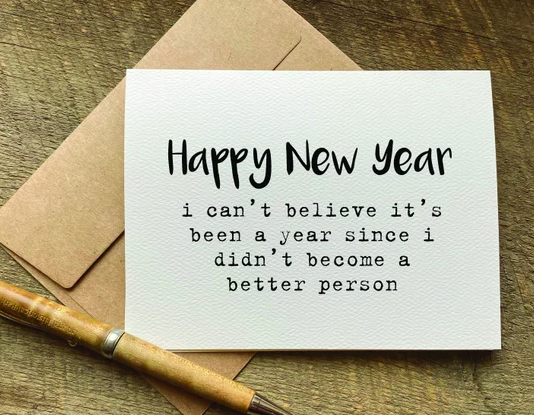 Happy New Year
i can't believe it's
been a year since i
didn't become a
better person